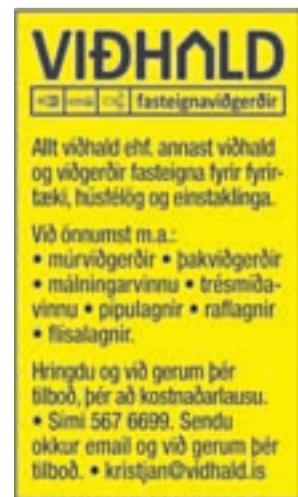 VIÐHALD
fasteignaviðgerðir
Allt viðhald ehf. annast viðhald
og viðgerðir fasteigna fyrir fyrir-
tæki, húsfélög og einstaklinga.
Við önnumst m.a.:
• múrviðgerðir • þakviðgerðir
• málningarvinnu • trésmíða-
vinnu • pípulagnir • raflagnir
• flísalagnir.
Hringdu og við gerum þér
tilboð, þér að kostnaðarlausu.
• Sími 567 6699. Sendu
okkur email og við gerum þér
tilboð. • kristjan@vidhald.is